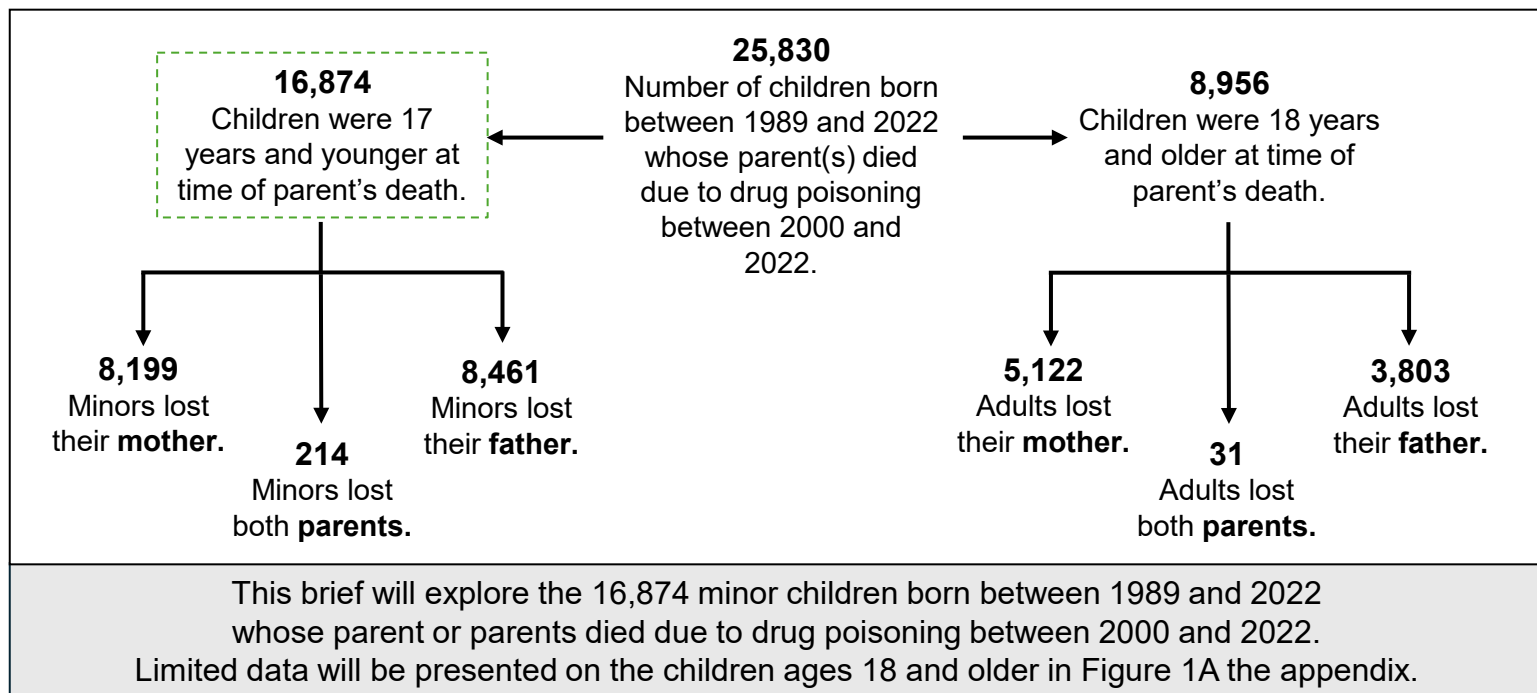 25,830
Number of children born
between 1989 and 2022
whose parent(s) died
due to drug poisoning
between 2000 and
2022.
16,874
Children were 17
years and younger at
time of parent’s death.
8,956
Children were 18 years
and older at time of
parent’s death.
8,199
Minors lost
their mother.
214
Minors lost
both parents.
8,461
Minors lost
their father.
5,122
Adults lost
their mother.
31
Adults lost
both parents.
3,803
Adults lost
their father.
This brief will explore the 16,874 minor children born between 1989 and 2022
whose parent or parents died due to drug poisoning between 2000 and 2022.
Limited data will be presented on the children ages 18 and older in Figure 1A the appendix.